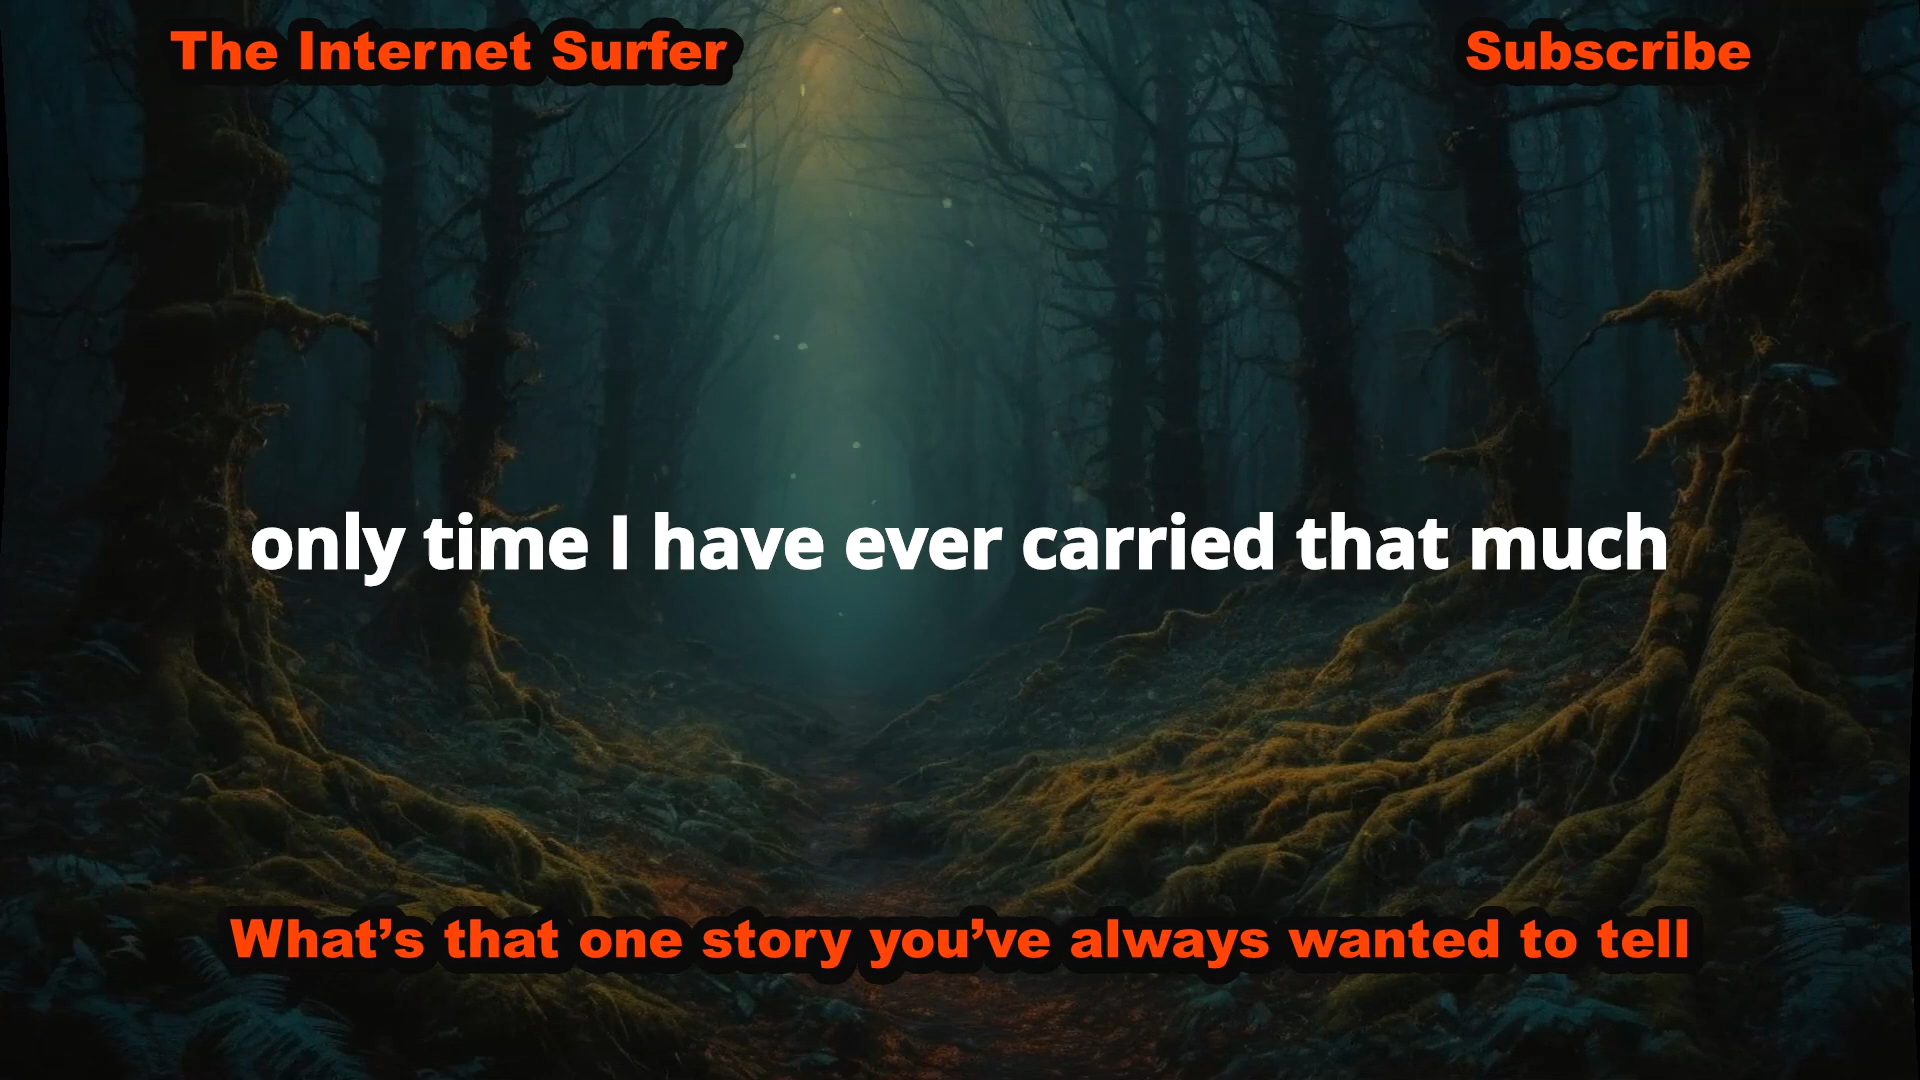 The Internet Surfer
Subscribe
only time I have ever carried that much
What’s that one story you’ve always wanted to tell